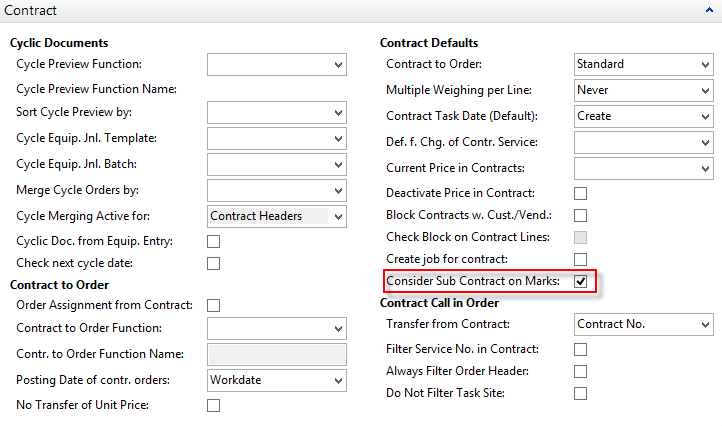 Contract
Cyclic Documents
Cycle Preview Function:
Cycle Preview Function Name:
Sort Cycle Preview by:
Cycle Equip. Jnl. Template:
Cycle Equip. Jnl. Batch:
Merge Cycle Orders by:
Cycle Merging Active for: Contract Headers
Cyclic Doc. from Equip. Entry:
Check next cycle date:
Contract to Order
Order Assignment from Contract:
Contract to Order Function:
Contr. to Order Function Name:
Posting Date of contr. orders: Workdate
No Transfer of Unit Price:
Contract Defaults
Contract to Order: Standard
Multiple Weighing per Line: Never
Contract Task Date (Default): Create
Def. f. Chg. of Contr. Service:
Current Price in Contracts:
Deactivate Price in Contract:
Block Contracts w. Cust./Vend.:
Check Block on Contract Lines:
Create job for contract:
Consider Sub Contract on Marks:
Contract Call in Order
Transfer from Contract: Contract No.
Filter Service No. in Contract:
Always Filter Order Header:
Do Not Filter Task Site: